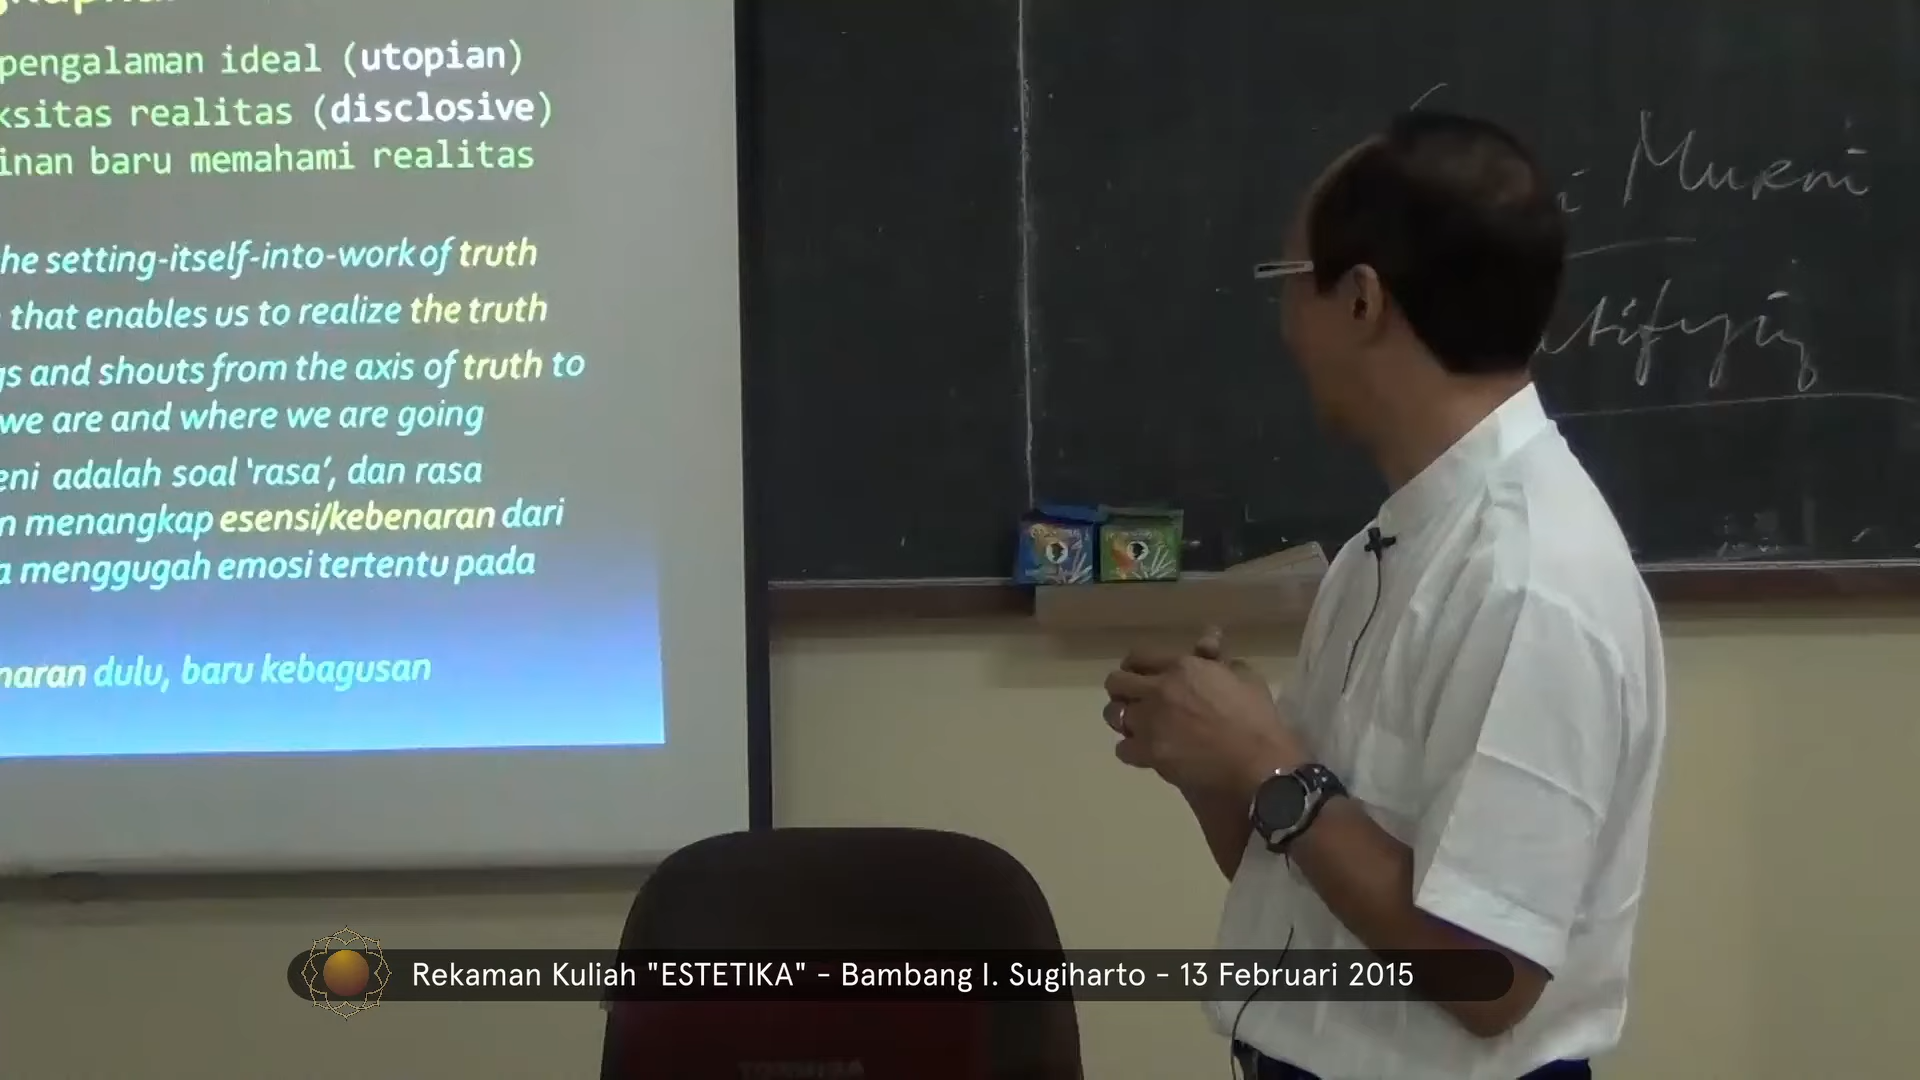 pengalaman ideal (utopian)
ksitas realitas (disclosive)
inan baru memahami realitas
he setting-itself-into-work of truth
that enables us to realize the truth
gs and shouts from the axis of truth to
we are and where we are going
eni adalah soal 'rasa', dan rasa
n menangkap esensi/kebenaran dari
a menggugah emosi tertentu pada
naran dulu, baru kebagusan
i Murni
tifying
TOSHIBA
Rekaman Kuliah "ESTETIKA" - Bambang I. Sugiharto - 13 Februari 2015